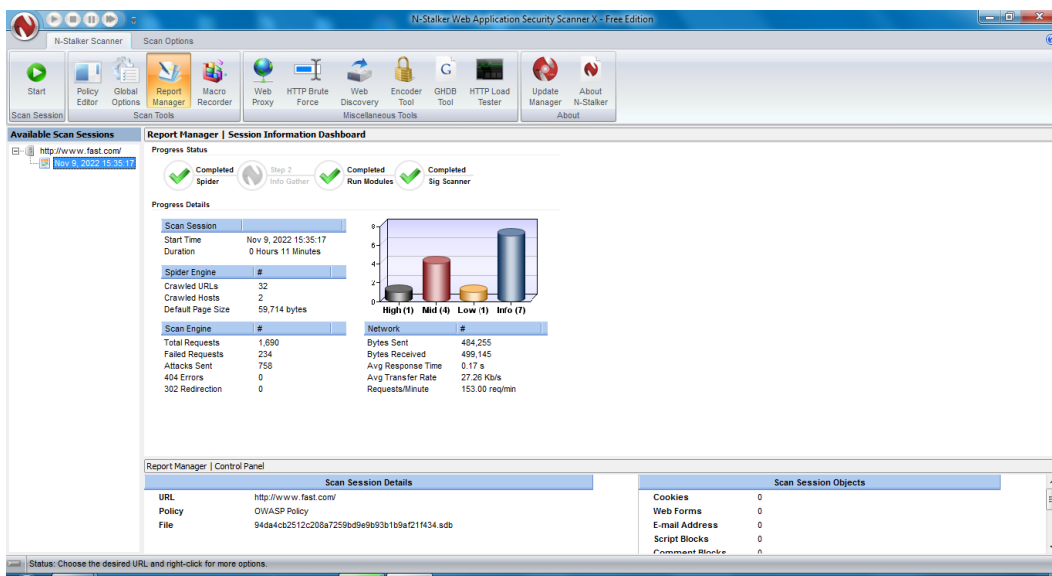 N-Stalker Web Application Security Scanner X - Free Edition
N-Stalker Scanner Scan Options
Start
Policy Editor
Global Options
Report Manager
Macro Recorder
Web Proxy
HTTP Brute Force
Web Discovery
Encoder Tool
GHDB Tool
HTTP Load Tester
Update Manager
About N-Stalker
Scan Session Scan Tools Miscellaneous Tools About
Available Scan Sessions
http://www.fast.com/
Nov 9, 2022 15:35:17
Report Manager | Session Information Dashboard
Progress Status
Completed Spider
Step 2 Info Gather
Completed Run Modules
Completed Sig Scanner
Progress Details
Scan Session
Start Time Nov 9, 2022 15:35:17
Duration 0 Hours 11 Minutes
Spider Engine #
Crawled URLs 32
Crawled Hosts 2
Default Page Size 59,714 bytes
8
6
4
2
0
High (1) Mid (4) Low (1) Info (7)
Scan Engine #
Total Requests 1,690
Failed Requests 234
Attacks Sent 758
404 Errors 0
302 Redirection 0
Network #
Bytes Sent 484,255
Bytes Received 499,145
Avg Response Time 0.17 s
Avg Transfer Rate 27.26 Kb/s
Requests/Minute 153.00 req/min
Report Manager | Control Panel
Scan Session Details
URL http://www.fast.com/
Policy OWASP Policy
File 94da4cb2512c208a7259bd9e9b93b1b9af21f434.sdb
Scan Session Objects
Cookies 0
Web Forms 0
E-mail Address 0
Script Blocks 0
Comment Blocks 0
Status: Choose the desired URL and right-click for more options.